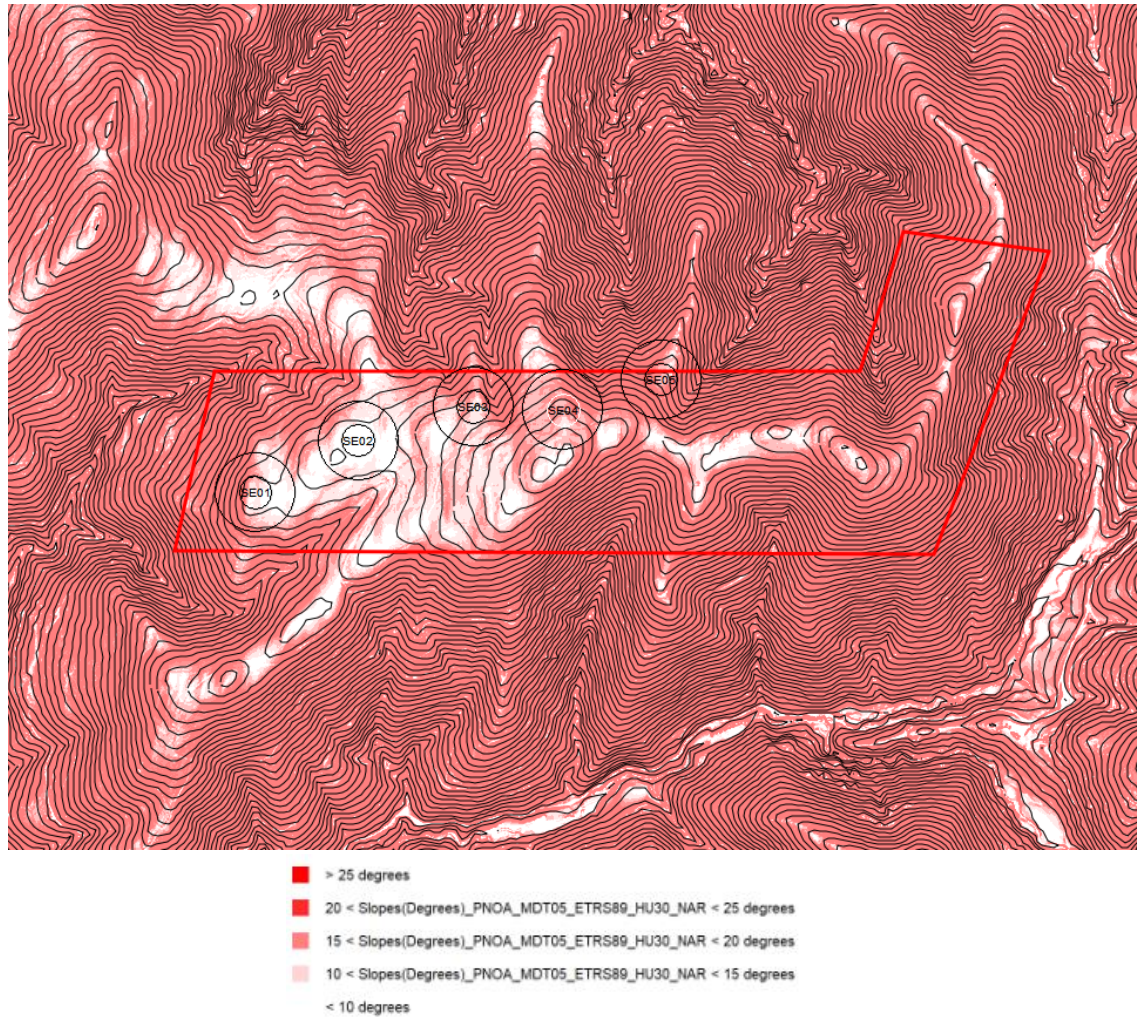 SE05
SE03
SE04
SE02
SE01
> 25 degrees
20 < Slopes(Degrees)_PNOA_MDT05_ETRS89_HU30_NAR < 25 degrees
15 < Slopes(Degrees)_PNOA_MDT05_ETRS89_HU30_NAR < 20 degrees
10 < Slopes(Degrees)_PNOA_MDT05_ETRS89_HU30_NAR < 15 degrees
< 10 degrees